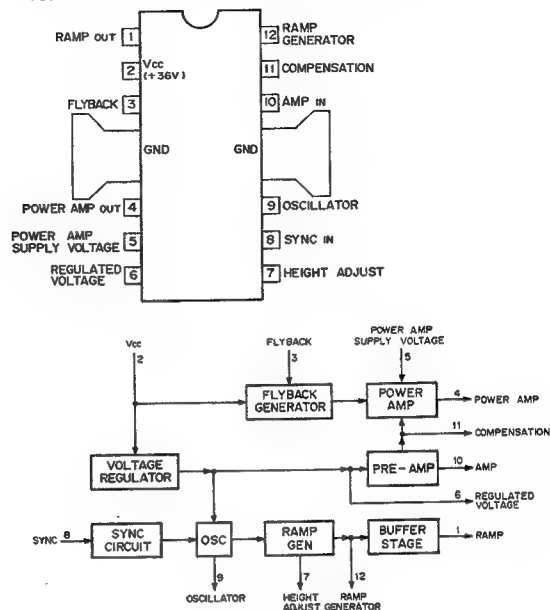 RAMP OUT 1
12 RAMP GENERATOR
2 Vcc (+36V)
11 COMPENSATION
FLYBACK 3
10 AMP IN
GND GND
POWER AMP OUT 4
9 OSCILLATOR
POWER AMP SUPPLY VOLTAGE 5
8 SYNC IN
REGULATED VOLTAGE 6
7 HEIGHT ADJUST
Vcc
2
FLYBACK
3
POWER AMP
SUPPLY VOLTAGE
5
FLYBACK
GENERATOR
POWER
AMP
4
POWER AMP
11
COMPENSATION
VOLTAGE
REGULATOR
PRE-AMP
10
AMP
6
REGULATED
VOLTAGE
SYNC 8
SYNC
CIRCUIT
OSC
RAMP
GEN
BUFFER
STAGE
1
RAMP
9
OSCILLATOR
7
HEIGHT
ADJUST
12
RAMP
GENERATOR